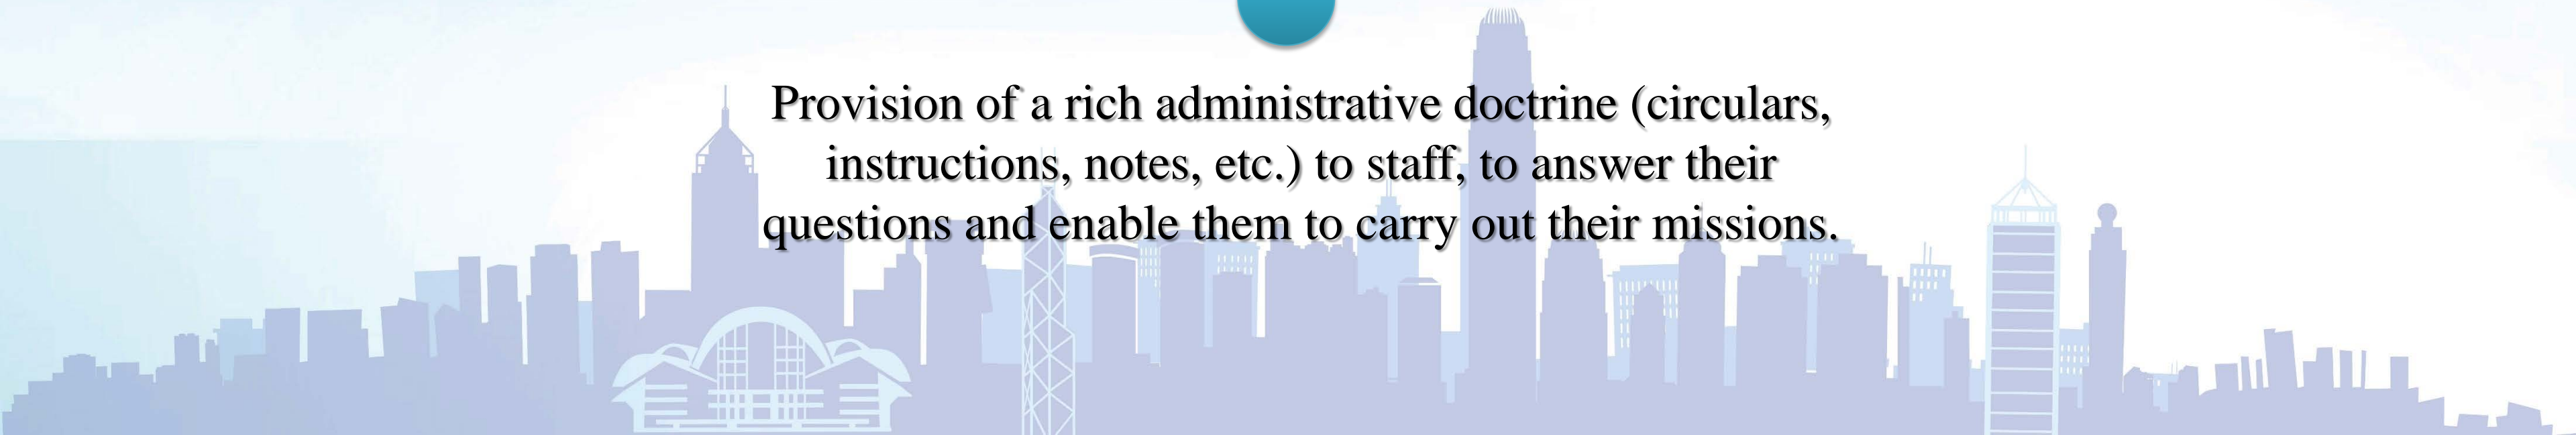 Provision of a rich administrative doctrine (circulars,
instructions, notes, etc.) to staff, to answer their
questions and enable them to carry out their missions.